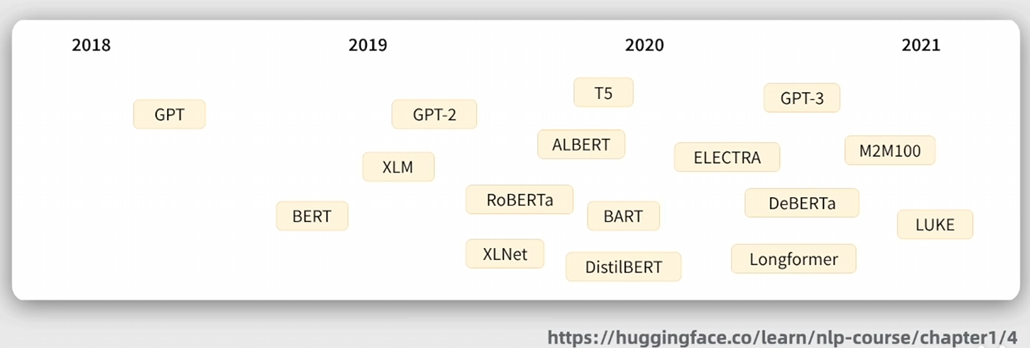 2018 2019 2020 2021
T5
GPT-3
GPT GPT-2
ALBERT
M2M100
ELECTRA
XLM
RoBERTa
DeBERTa
BERT BART
LUKE
XLNet
Longformer
DistilBERT
https://huggingface.co/learn/nlp-course/chapter1/4